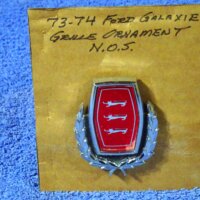 73-74 FORD GALAXIE
GRILLE ORNAMENT
N.O.S.